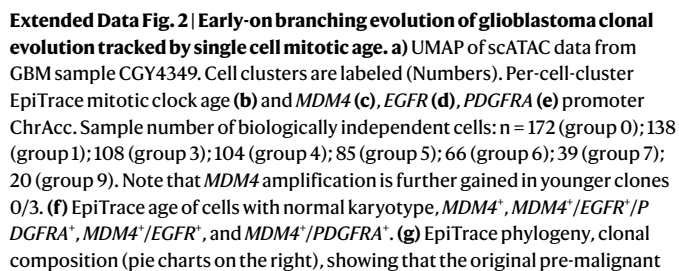 Extended Data Fig. 2 | Early-on branching evolution of glioblastoma clonal
evolution tracked by single cell mitotic age. a) UMAP of scATAC data from
GBM sample CGY4349. Cell clusters are labeled (Numbers). Per-cell-cluster
EpiTrace mitotic clock age (b) and MDM4 (c), EGFR (d), PDGFRA (e) promoter
ChrAcc. Sample number of biologically independent cells: n = 172 (group 0); 138
(group 1); 108 (group 3); 104 (group 4); 85 (group 5); 66 (group 6); 39 (group 7);
20 (group 9). Note that MDM4 amplification is further gained in younger clones
0/3. (f) EpiTrace age of cells with normal karyotype, MDM4⁺, MDM4⁺/EGFR⁺/P
DGFRA⁺, MDM4⁺/EGFR⁺, and MDM4⁺/PDGFRA⁺. (g) EpiTrace phylogeny, clonal
composition (pie charts on the right), showing that the original pre-malignant